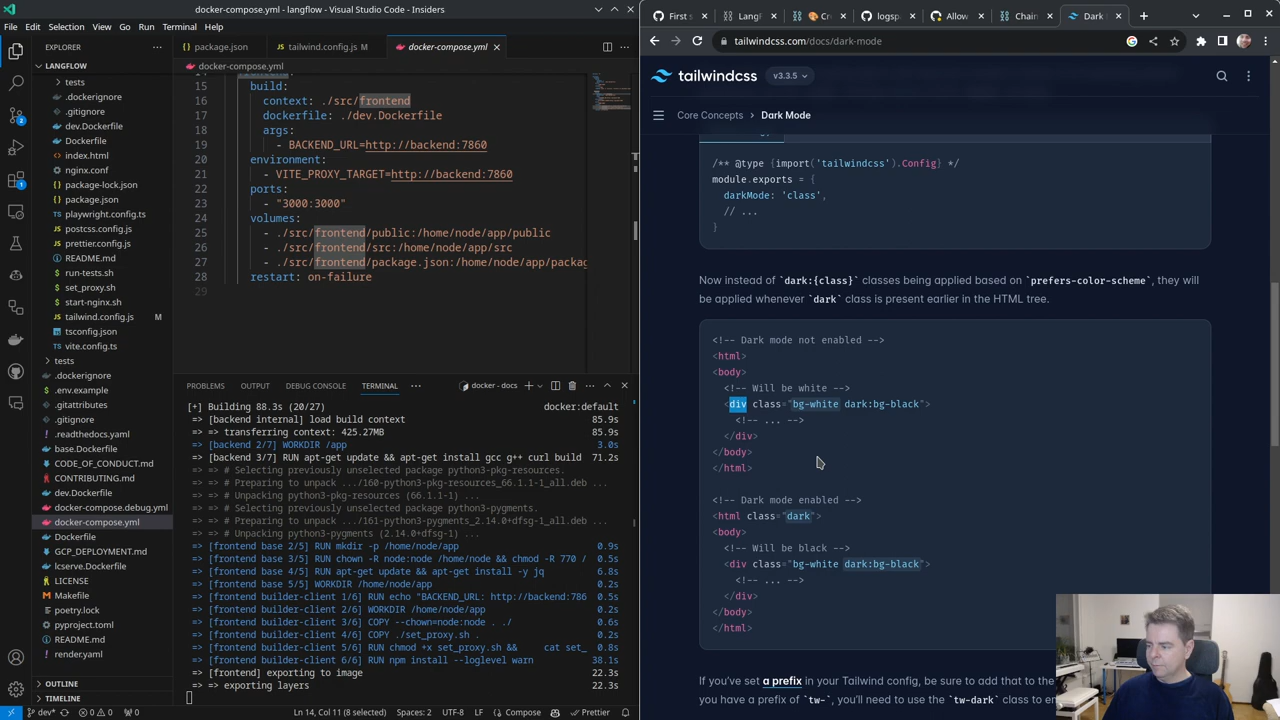 docker-compose.yml - langflow - Visual Studio Code - Insiders
File Edit Selection View Go Run Terminal Help
EXPLORER
LANGFLOW
tests
.dockerignore
.gitignore
dev.Dockerfile
Dockerfile
index.html
nginx.conf
package-lock.json
package.json
playwright.config.ts
postcss.config.js
prettier.config.js
README.md
run-tests.sh
set_proxy.sh
start-nginx.sh
tailwind.config.js M
tsconfig.json
vite.config.ts
tests
.dockerignore
.env.example
.gitattributes
.gitignore
.readthedocs.yaml
base.Dockerfile
CODE_OF_CONDUCT.md
CONTRIBUTING.md
dev.Dockerfile
docker-compose.debug.yml
docker-compose.yml
Dockerfile
GCP_DEPLOYMENT.md
lcserve.Dockerfile
LICENSE
Makefile
poetry.lock
pyproject.toml
README.md
render.yaml
OUTLINE
TIMELINE
package.json
tailwind.config.js M
docker-compose.yml
docker-compose.yml
15 build:
16 context: ./src/frontend
17 dockerfile: ./dev.Dockerfile
18 args:
19 - BACKEND_URL=http://backend:7860
20 environment:
21 - VITE_PROXY_TARGET=http://backend:7860
22 ports:
23 - "3000:3000"
24 volumes:
25 - ./src/frontend/public:/home/node/app/public
26 - ./src/frontend/src:/home/node/app/src
27 - ./src/frontend/package.json:/home/node/app/packag
28 restart: on-failure
29
PROBLEMS OUTPUT DEBUG CONSOLE TERMINAL ··· docker - docs
[+] Building 88.3s (20/27) docker:default
=> [backend internal] load build context 85.9s
=> => transferring context: 425.27MB 85.9s
=> [backend 2/7] WORKDIR /app 3.0s
=> [backend 3/7] RUN apt-get update && apt-get install gcc g++ curl build 71.2s
=> => # Selecting previously unselected package python3-pkg-resources.
=> => # Preparing to unpack .../160-python3-pkg-resources_66.1.1-1_all.deb ...
=> => # Unpacking python3-pkg-resources (66.1.1-1) ...
=> => # Selecting previously unselected package python3-pygments.
=> => # Preparing to unpack .../161-python3-pygments_2.14.0+dfsg-1_all.deb ...
=> => # Unpacking python3-pygments (2.14.0+dfsg-1) ...
=> [frontend base 2/5] RUN mkdir -p /home/node/app 0.9s
=> [frontend base 3/5] RUN chown -R node:node /home/node && chmod -R 770 / 0.5s
=> [frontend base 4/5] RUN apt-get update && apt-get install -y jq 6.8s
=> [frontend base 5/5] WORKDIR /home/node/app 0.2s
=> [frontend builder-client 1/6] RUN echo "BACKEND_URL: http://backend:786 0.5s
=> [frontend builder-client 2/6] WORKDIR /home/node/app 0.2s
=> [frontend builder-client 3/6] COPY --chown=node:node . ./ 0.6s
=> [frontend builder-client 4/6] COPY ./set_proxy.sh . 0.2s
=> [frontend builder-client 5/6] RUN chmod +x set_proxy.sh && cat set_ 0.8s
=> [frontend builder-client 6/6] RUN npm install --loglevel warn 38.1s
=> [frontend] exporting to image 22.3s
=> => exporting layers 22.3s
dev* 0 0 2 Ln 14, Col 11 (8 selected) Spaces: 2 UTF-8 LF Compose Prettier
First s LangF Cr logsp Allow Chain Dark
tailwindcss.com/docs/dark-mode
tailwindcss v3.3.5
Core Concepts Dark Mode
/** @type {import('tailwindcss').Config} */
module.exports = {
darkMode: 'class',
// ...
}
Now instead of `dark:{class}` classes being applied based on `prefers-color-scheme`, they will
be applied whenever `dark` class is present earlier in the HTML tree.
<!-- Dark mode not enabled -->
<html>
<body>
<!-- Will be white -->
<div class="bg-white dark:bg-black">
<!-- ... -->
</div>
</body>
</html>
<!-- Dark mode enabled -->
<html class="dark">
<body>
<!-- Will be black -->
<div class="bg-white dark:bg-black">
<!-- ... -->
</div>
</body>
</html>
If you've set a prefix in your Tailwind config, be sure to add that to the
you have a prefix of `tw-`, you'll need to use the `tw-dark` class to en